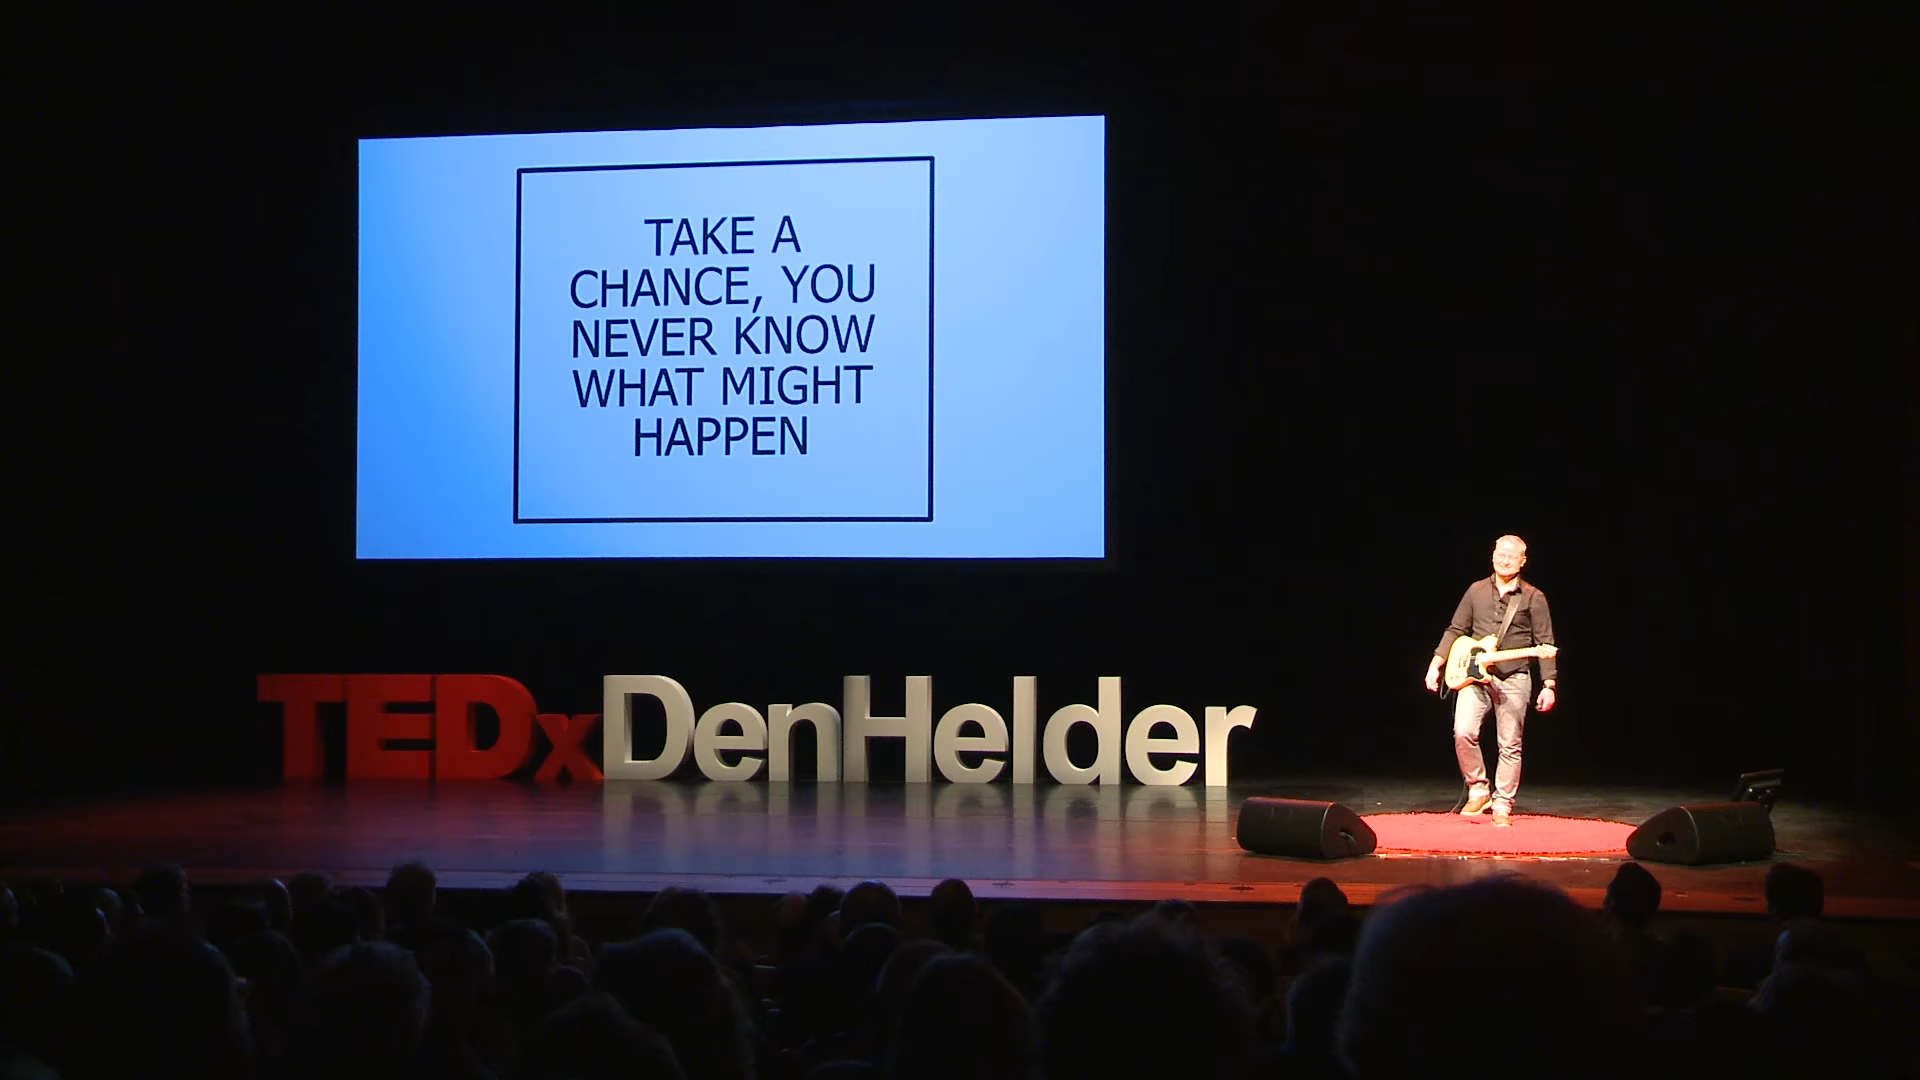 TAKE A
CHANCE, YOU
NEVER KNOW
WHAT MIGHT
HAPPEN
TEDxDenHelder